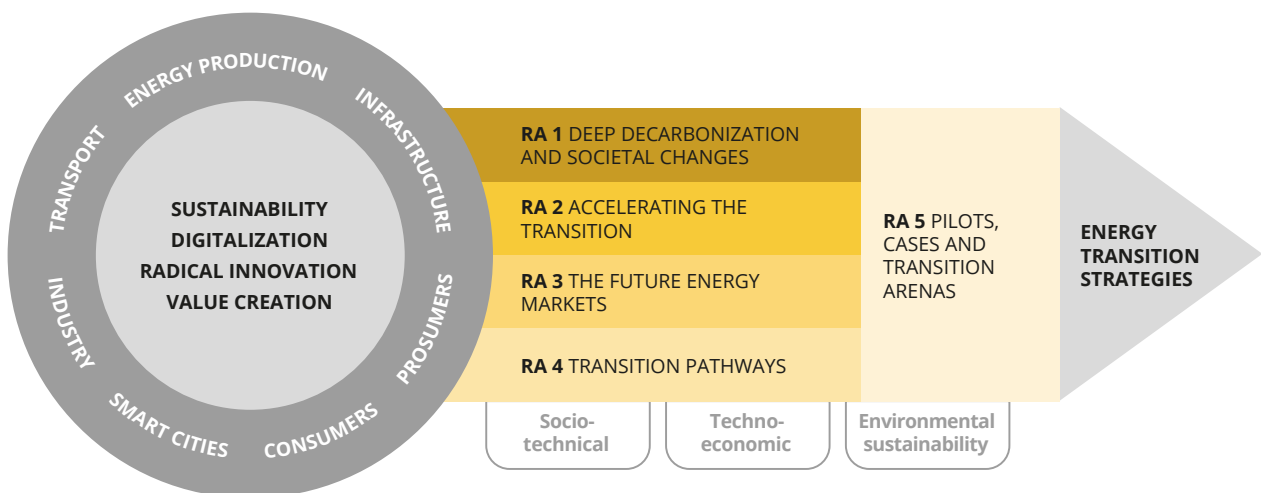 ENERGY PRODUCTION
INFRASTRUCTURE
PROSUMERS
CONSUMERS
SMART CITIES
INDUSTRY
TRANSPORT
SUSTAINABILITY
DIGITALIZATION
RADICAL INNOVATION
VALUE CREATION
RA 1 DEEP DECARBONIZATION
AND SOCIETAL CHANGES
RA 2 ACCELERATING THE
TRANSITION
RA 3 THE FUTURE ENERGY
MARKETS
RA 4 TRANSITION PATHWAYS
RA 5 PILOTS,
CASES AND
TRANSITION
ARENAS
ENERGY
TRANSITION
STRATEGIES
Socio-
technical
Techno-
economic
Environmental
sustainability